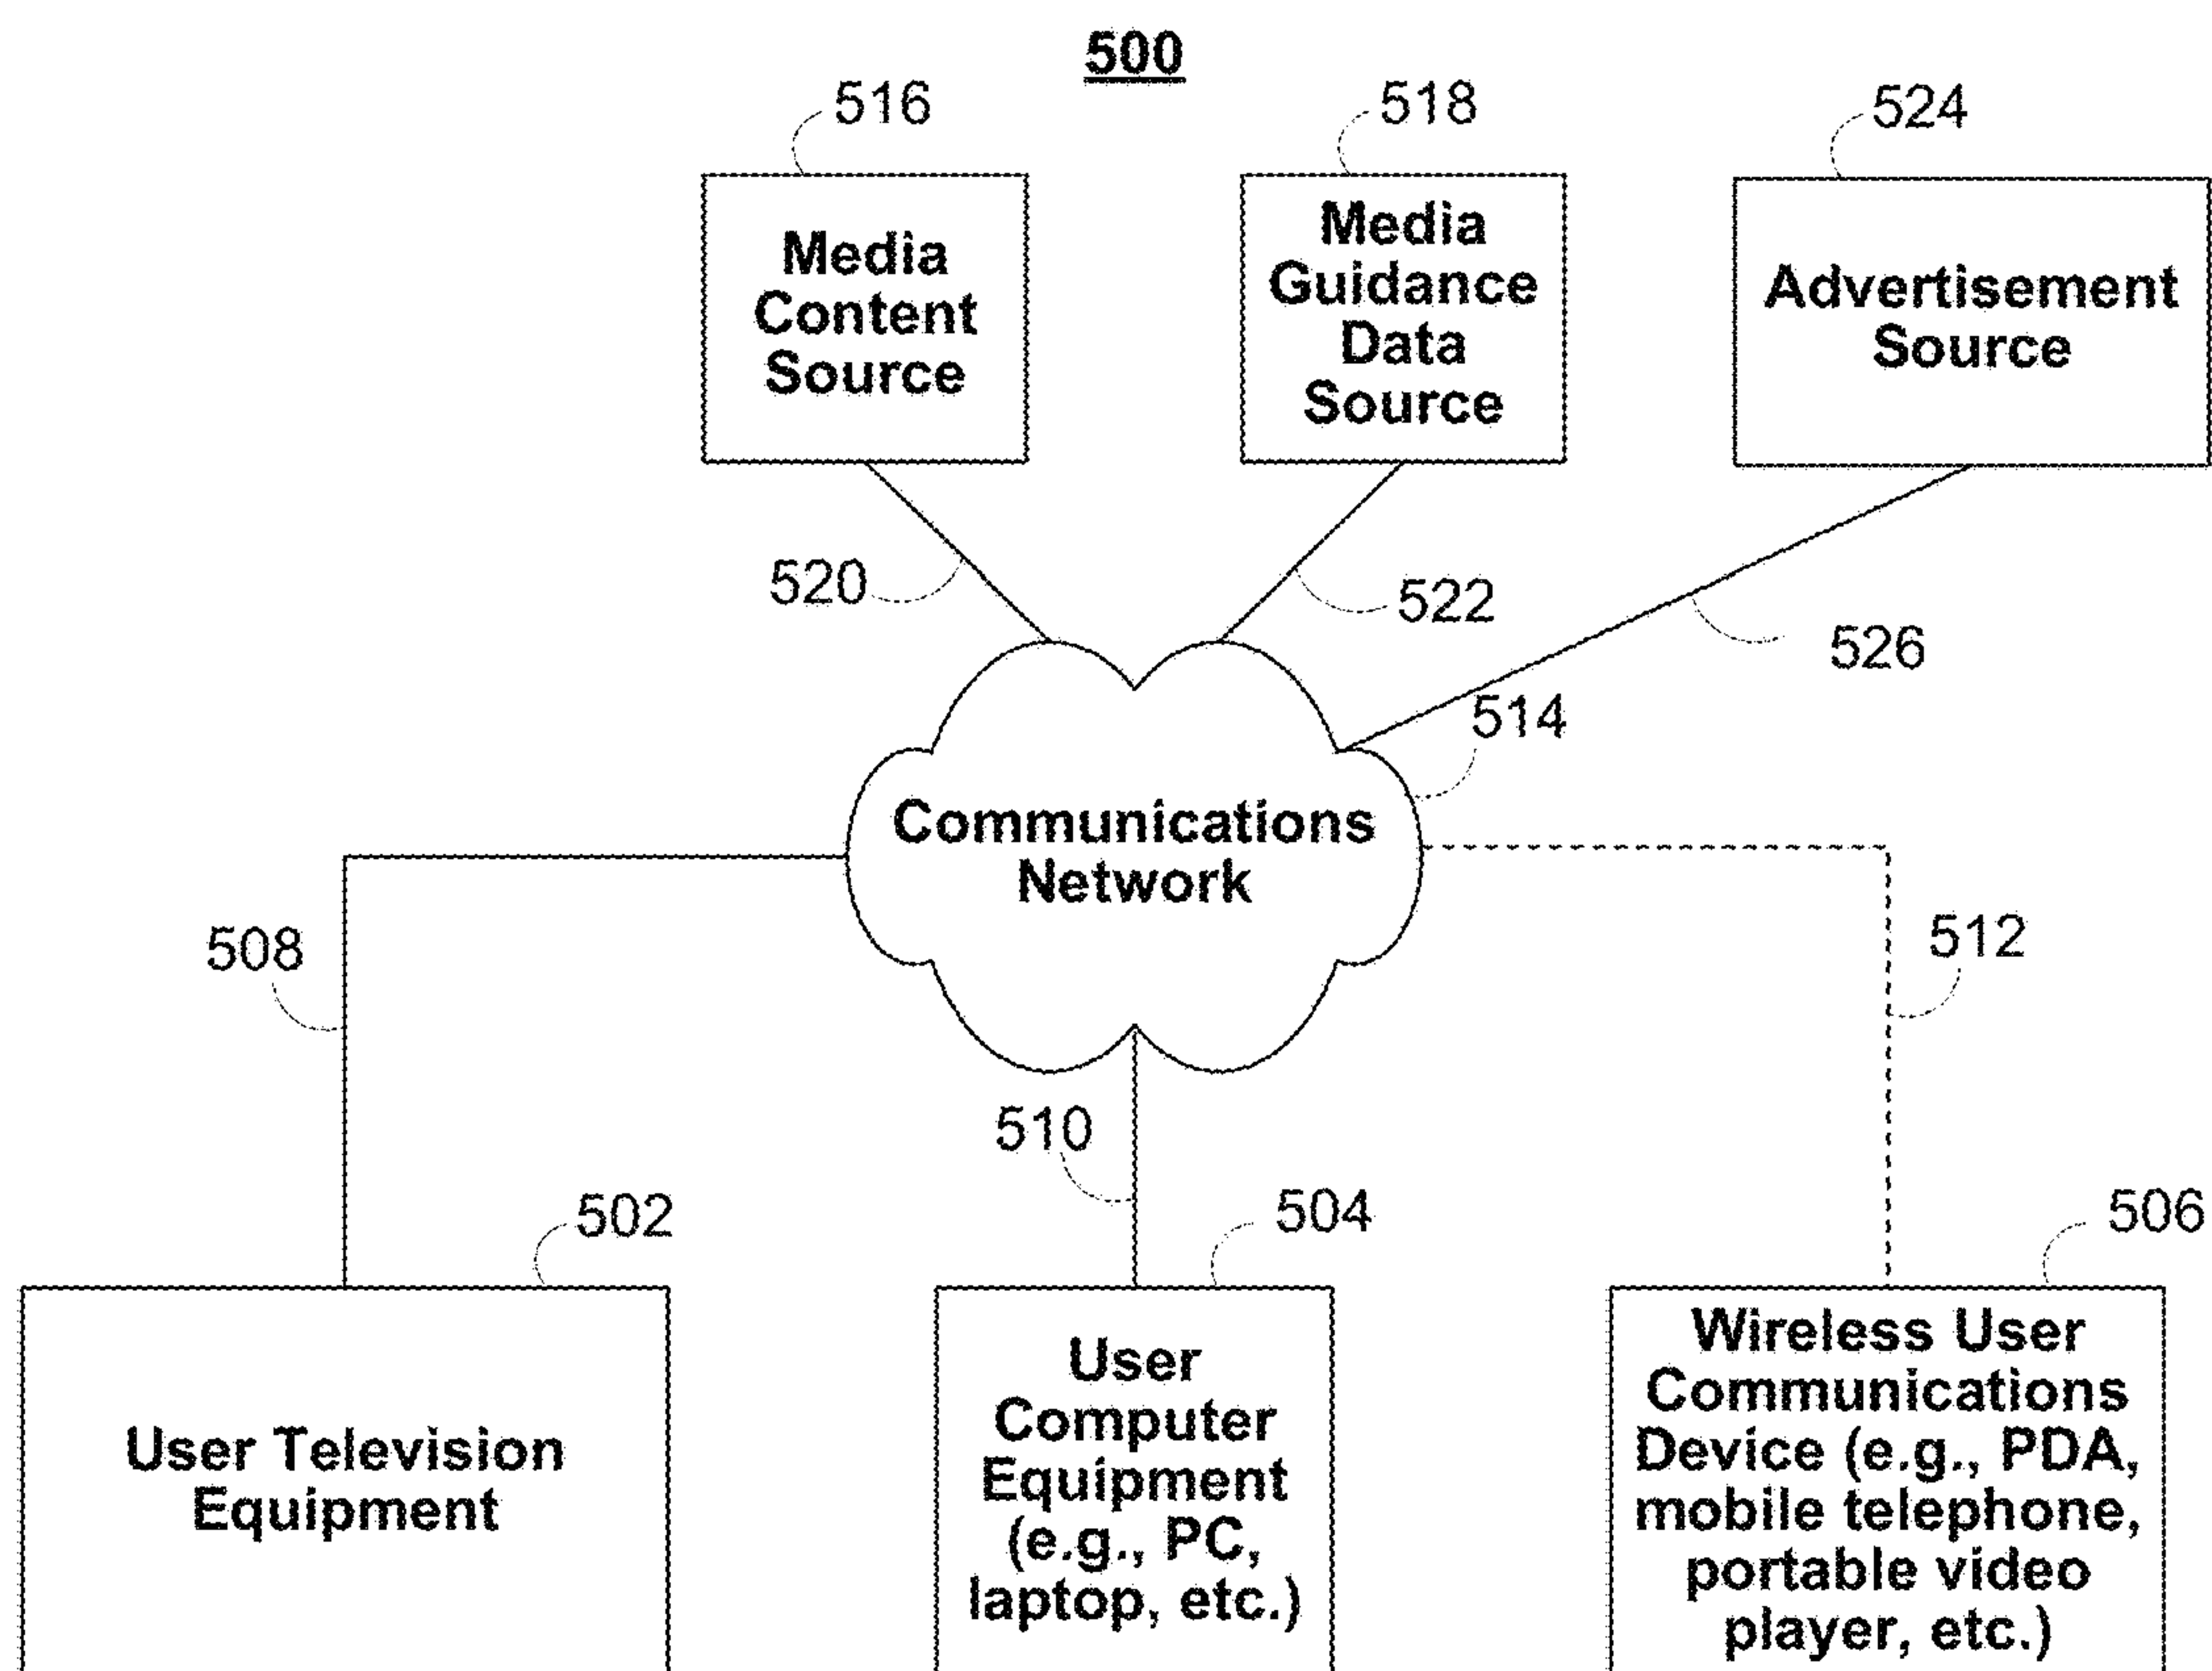 500
516
518
524
Media
Content
Source
Media
Guidance
Data
Source
Advertisement
Source
520
522
526
514
Communications
Network
508
512
510
502
504
506
User Television
Equipment
User
Computer
Equipment
(e.g., PC,
laptop, etc.)
Wireless User
Communications
Device (e.g., PDA,
mobile telephone,
portable video
player, etc.)